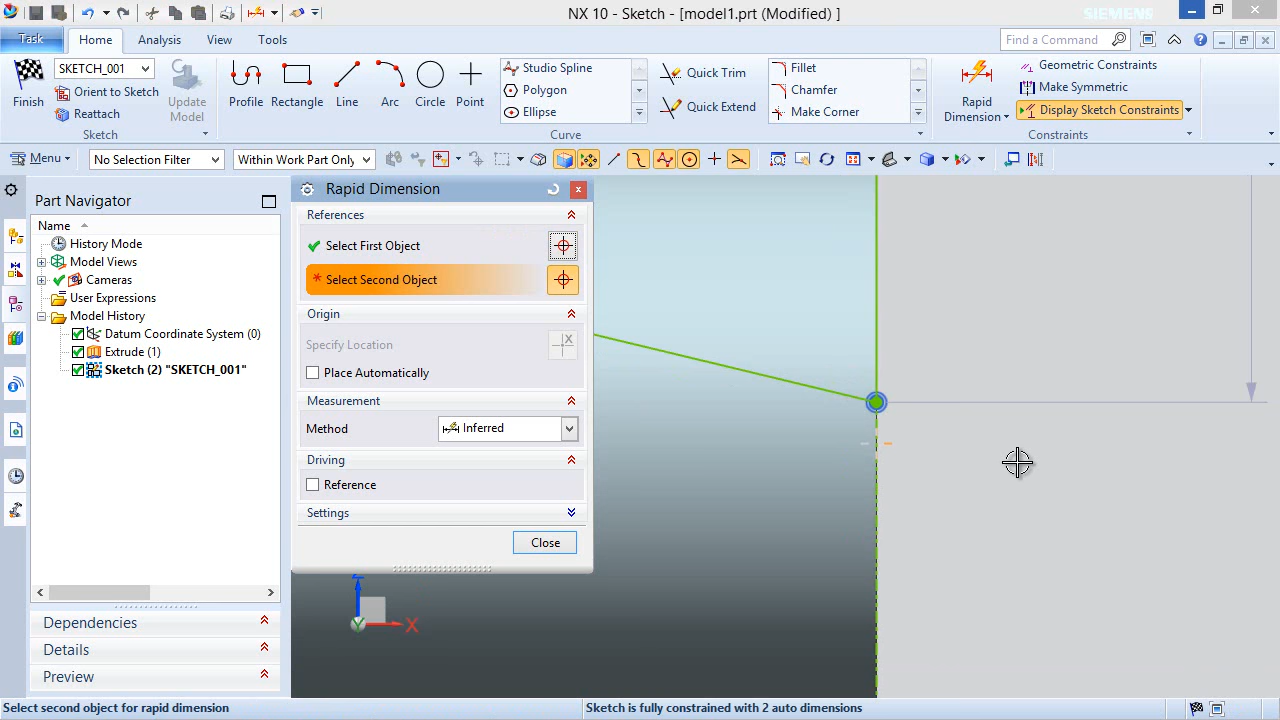 NX 10 - Sketch - [model1.prt (Modified) ]
SIEMENS
Task
Home
Analysis
View
Tools
Find a Command
Finish
SKETCH_001
Orient to Sketch
Reattach
Update
Model
Sketch
Profile
Rectangle
Line
Arc
Circle
Point
Studio Spline
Polygon
Ellipse
Quick Trim
Quick Extend
Fillet
Chamfer
Make Corner
Curve
Rapid
Dimension
Geometric Constraints
Make Symmetric
Display Sketch Constraints
Constraints
Menu
No Selection Filter
Within Work Part Only
Part Navigator
Name
History Mode
Model Views
Cameras
User Expressions
Model History
Datum Coordinate System (0)
Extrude (1)
Sketch (2) "SKETCH_001"
Dependencies
Details
Preview
Rapid Dimension
References
Select First Object
* Select Second Object
Origin
Specify Location
Place Automatically
Measurement
Method
Inferred
Driving
Reference
Settings
Close
Z
Y
X
Select second object for rapid dimension
Sketch is fully constrained with 2 auto dimensions